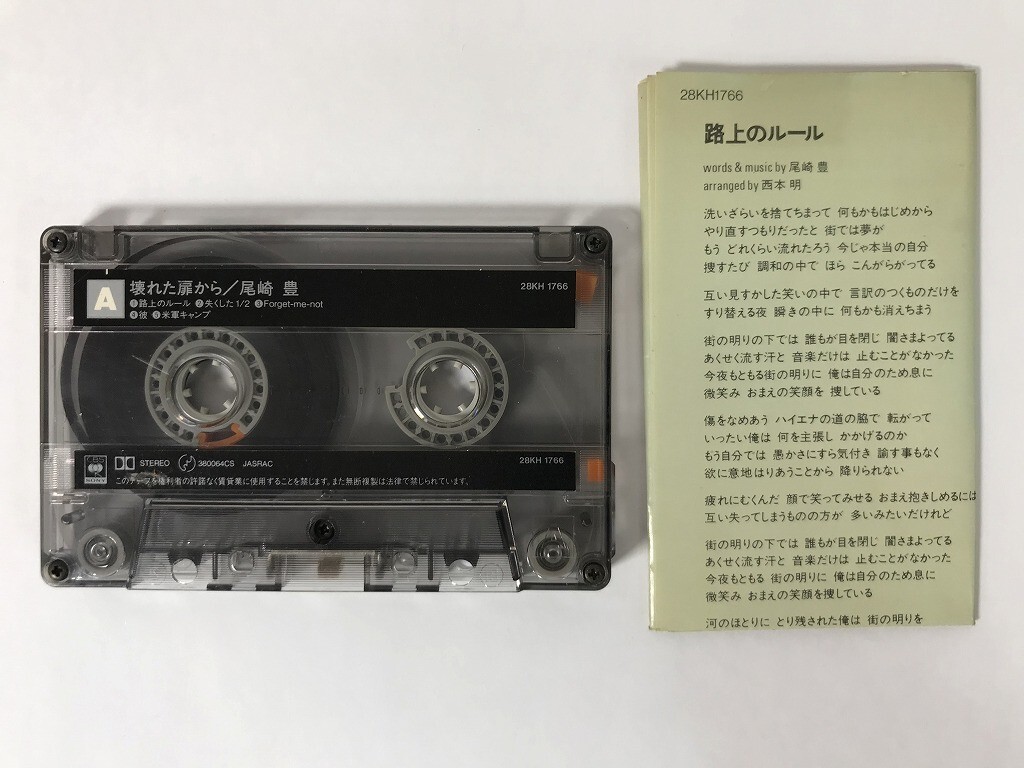 A
壊れた扉から／尾崎 豊
28KH 1766
❶路上のルール ❷失くした1/2 ❸Forget-me-not
❹彼 ❺米軍キャンプ
CBS
SONY
STEREO 380064CS JASRAC
28KH 1766
このテープを権利者の許諾なく賃貸業に使用することを禁じます。また無断複製は法律で禁じられています。
28KH1766
路上のルール
words & music by 尾崎 豊
arranged by 西本 明
洗いざらいを捨てちまって 何もかもはじめから
やり直すつもりだったと 街では夢が
もう どれくらい流れたろう 今じゃ本当の自分
捜すたび 調和の中で ほら こんがらがってる
互い見すかした笑いの中で 言訳のつくものだけを
すり替える夜 瞬きの中に 何もかも消えちまう
街の明りの下では 誰もが目を閉じ 闇さまよってる
あくせく流す汗と 音楽だけは 止むことがなかった
今夜もともる街の明りに 俺は自分のため息に
微笑み おまえの笑顔を 捜している
傷をなめあう ハイエナの道の脇で 転がって
いったい俺は 何を主張し かかげるのか
もう自分では 愚かさにすら気付き 諭す事もなく
欲に意地はりあうことから 降りられない
疲れにむくんだ 顔で笑ってみせる おまえ抱きしめるには
互い失ってしまうものの方が 多いみたいだけれど
街の明りの下では 誰もが目を閉じ 闇さまよってる
あくせく流す汗と 音楽だけは 止むことがなかった
今夜もともる 街の明りに 俺は自分のため息に
微笑み おまえの笑顔を捜している
河のほとりに とり残された俺は 街の明りを